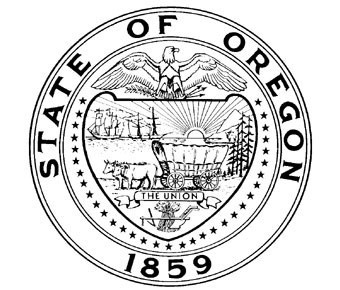 STATE OF OREGON
THE UNION
1859